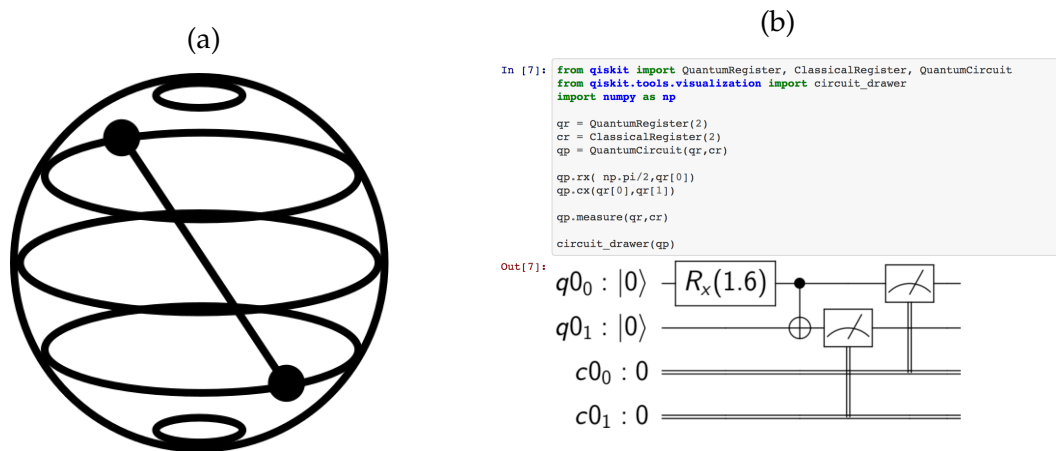 (a)
(b)
In [7]: from qiskit import QuantumRegister, ClassicalRegister, QuantumCircuit
from qiskit.tools.visualization import circuit_drawer
import numpy as np
qr = QuantumRegister(2)
cr = ClassicalRegister(2)
qp = QuantumCircuit(qr,cr)
qp.rx( np.pi/2,qr[0])
qp.cx(qr[0],qr[1])
qp.measure(qr,cr)
circuit_drawer(qp)
Out[7]:
q0₀ : |0⟩ Rₓ(1.6)
q0₁ : |0⟩
c0₀ : 0
c0₁ : 0